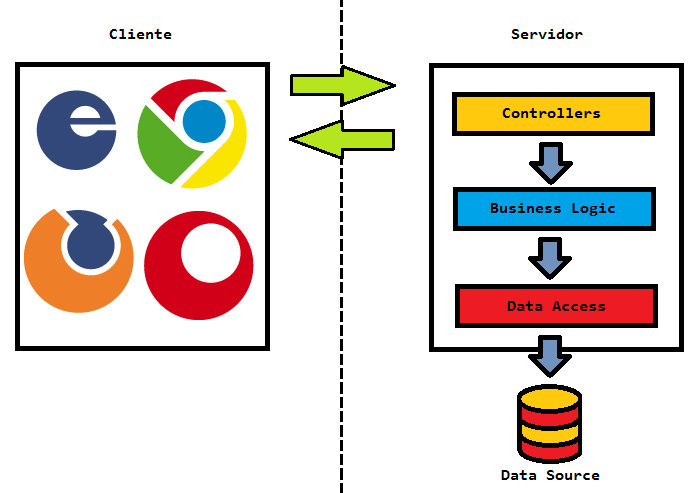 Cliente
Servidor
Controllers
Business Logic
Data Access
Data Source